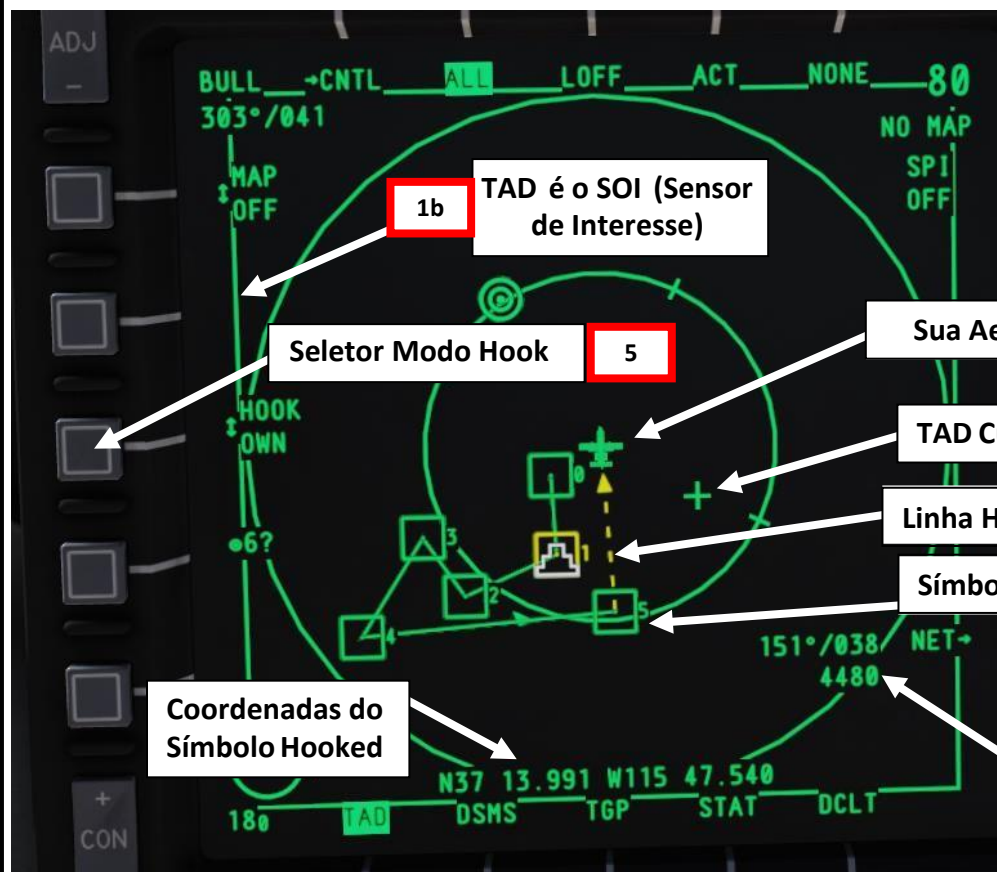 ADJ
BULL →CNTL ALL LOFF ACT NONE 80
303°/041
NO MAP
MAP
OFF
SPI
OFF
1b
TAD é o SOI (Sensor
de Interesse)
Seletor Modo Hook
5
Sua
HOOK
OWN
TAD
0
Linha
6?
3
1
2
5
4
151°/038
4480
NET→
Coordenadas do
Símbolo Hooked
N37 13.991 W115 47.540
180 TAD DSMS TGP STAT DCLT
+
CON